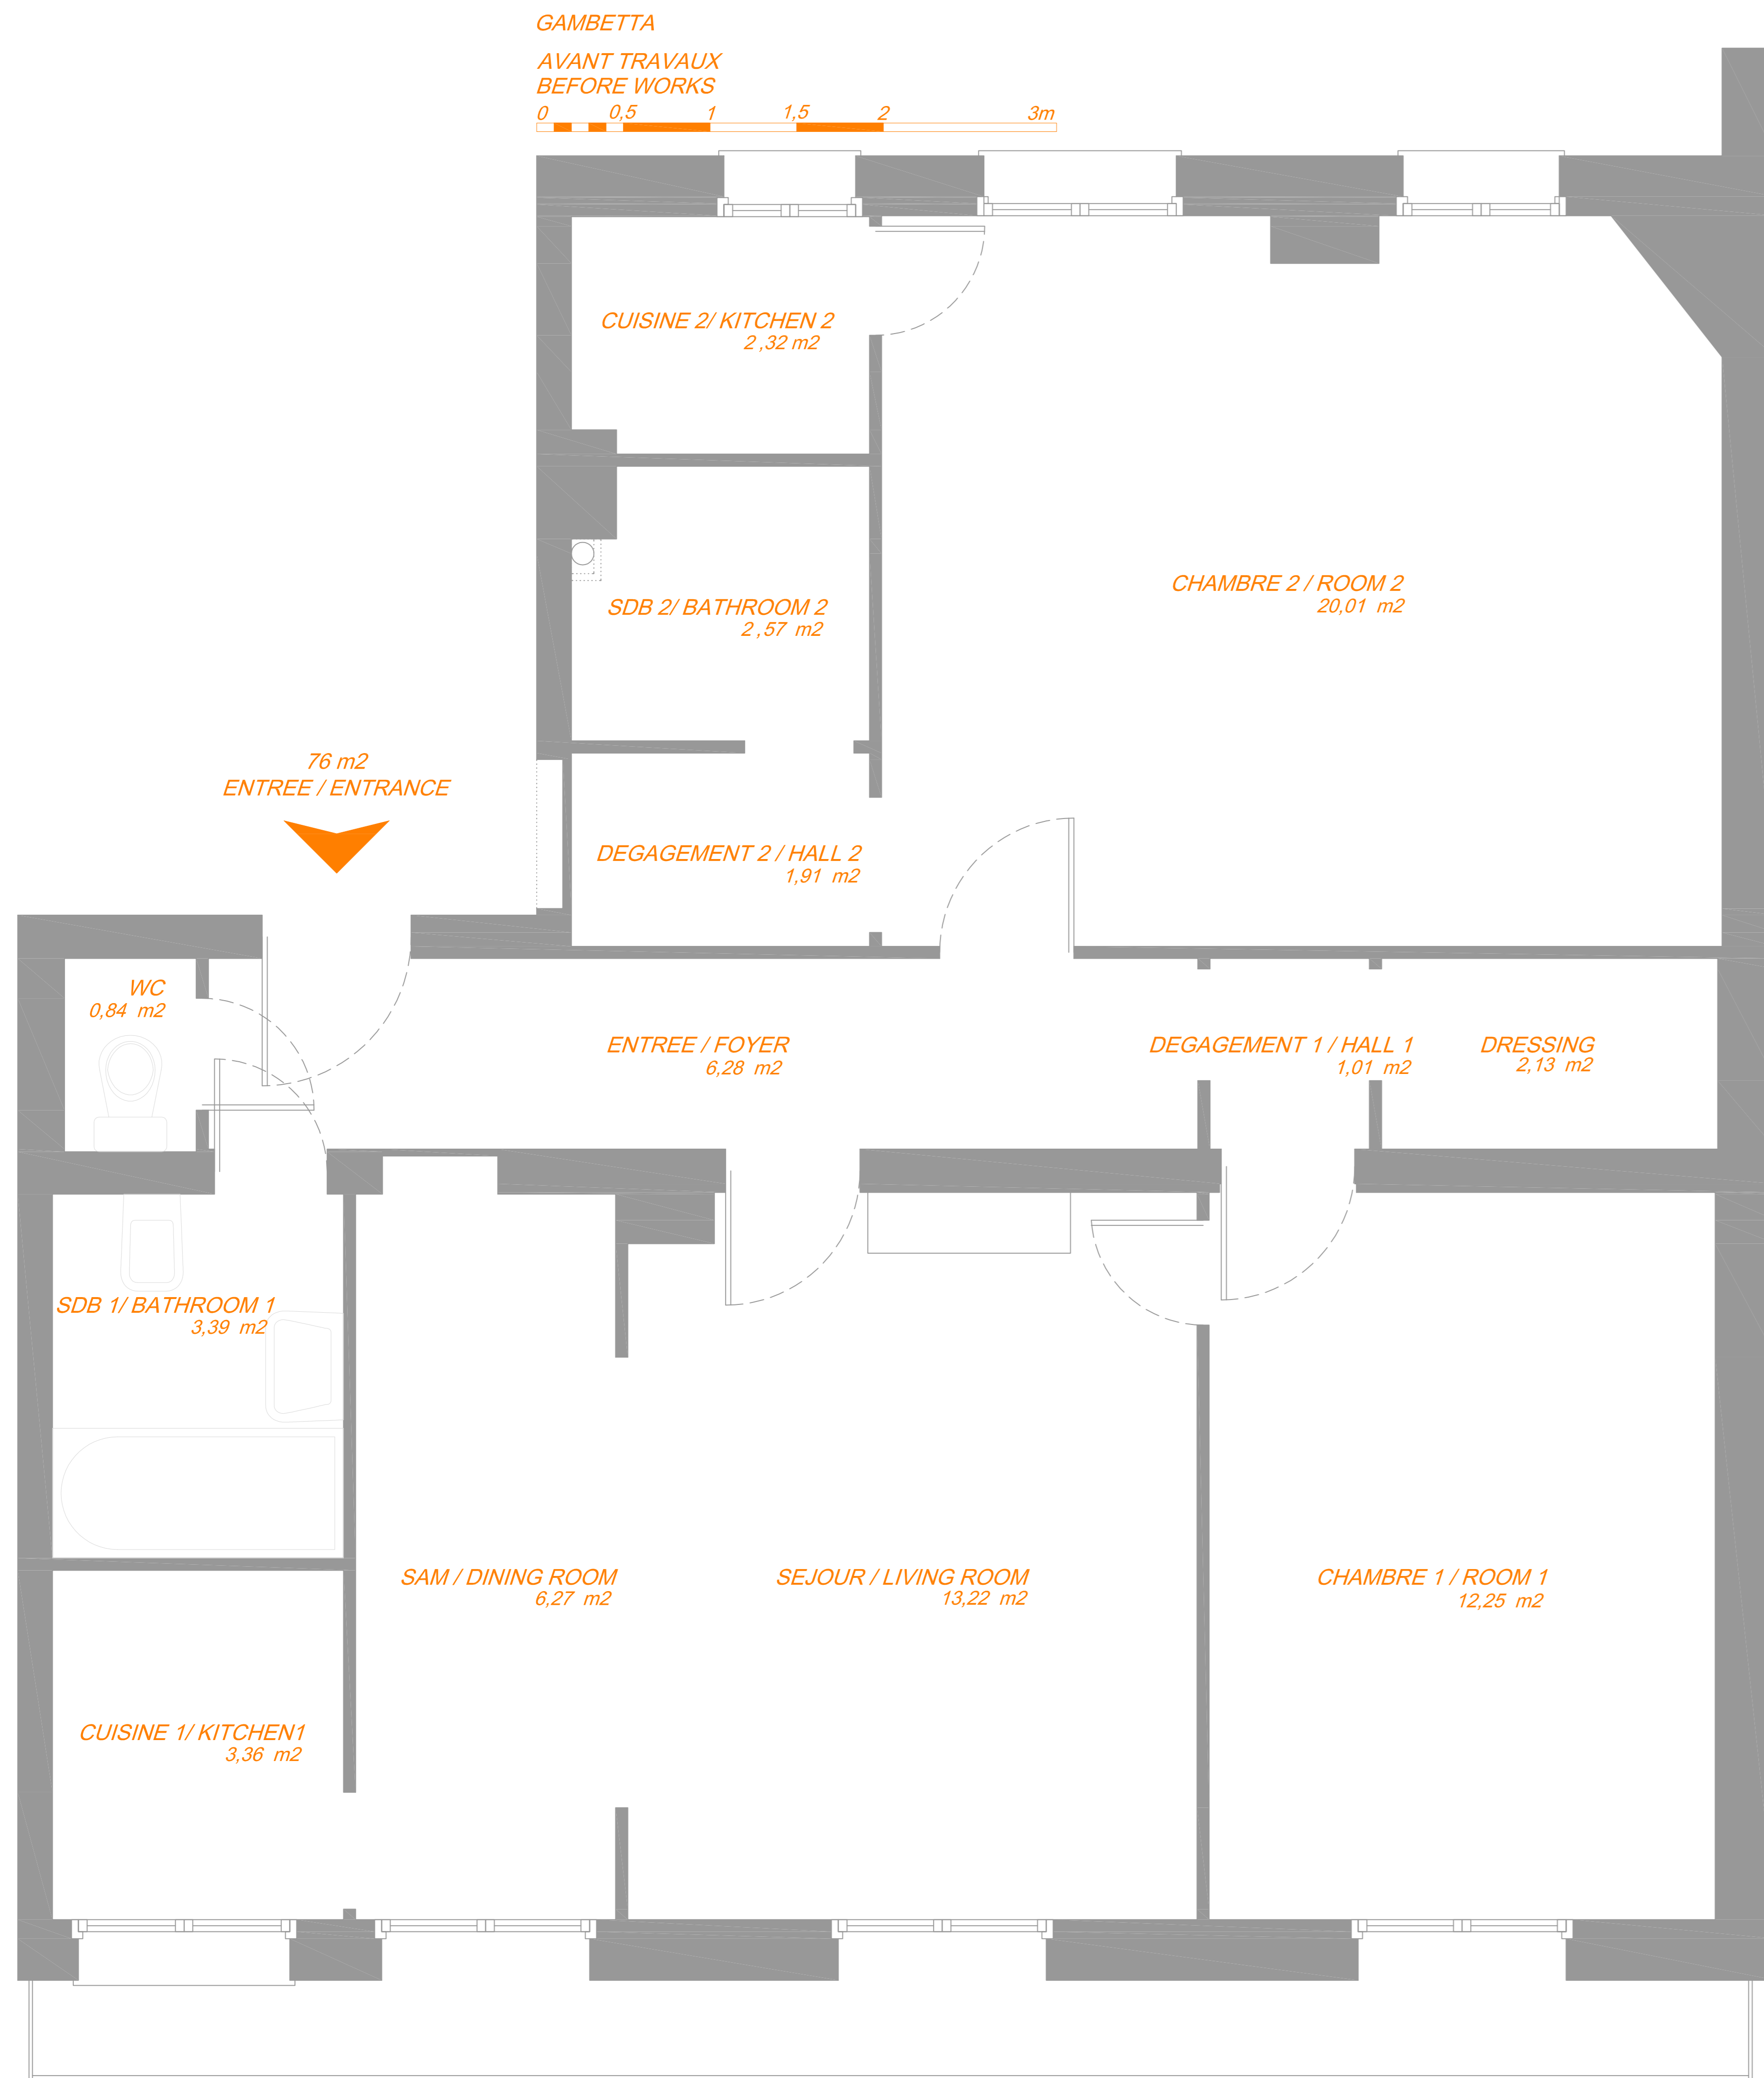 GAMBETTA
AVANT TRAVAUX
BEFORE WORKS
0 0,5 1 1,5 2 3m
CUISINE 2/ KITCHEN 2
2 ,32 m2
CHAMBRE 2 / ROOM 2
20,01 m2
SDB 2/ BATHROOM 2
2 ,57 m2
76 m2
ENTREE / ENTRANCE
DEGAGEMENT 2 / HALL 2
1,91 m2
WC
0,84 m2
ENTREE / FOYER
6,28 m2
DEGAGEMENT 1 / HALL 1
1,01 m2
DRESSING
2,13 m2
SDB 1/ BATHROOM 1
3,39 m2
SAM / DINING ROOM
6,27 m2
SEJOUR / LIVING ROOM
13,22 m2
CHAMBRE 1 / ROOM 1
12,25 m2
CUISINE 1/ KITCHEN1
3,36 m2